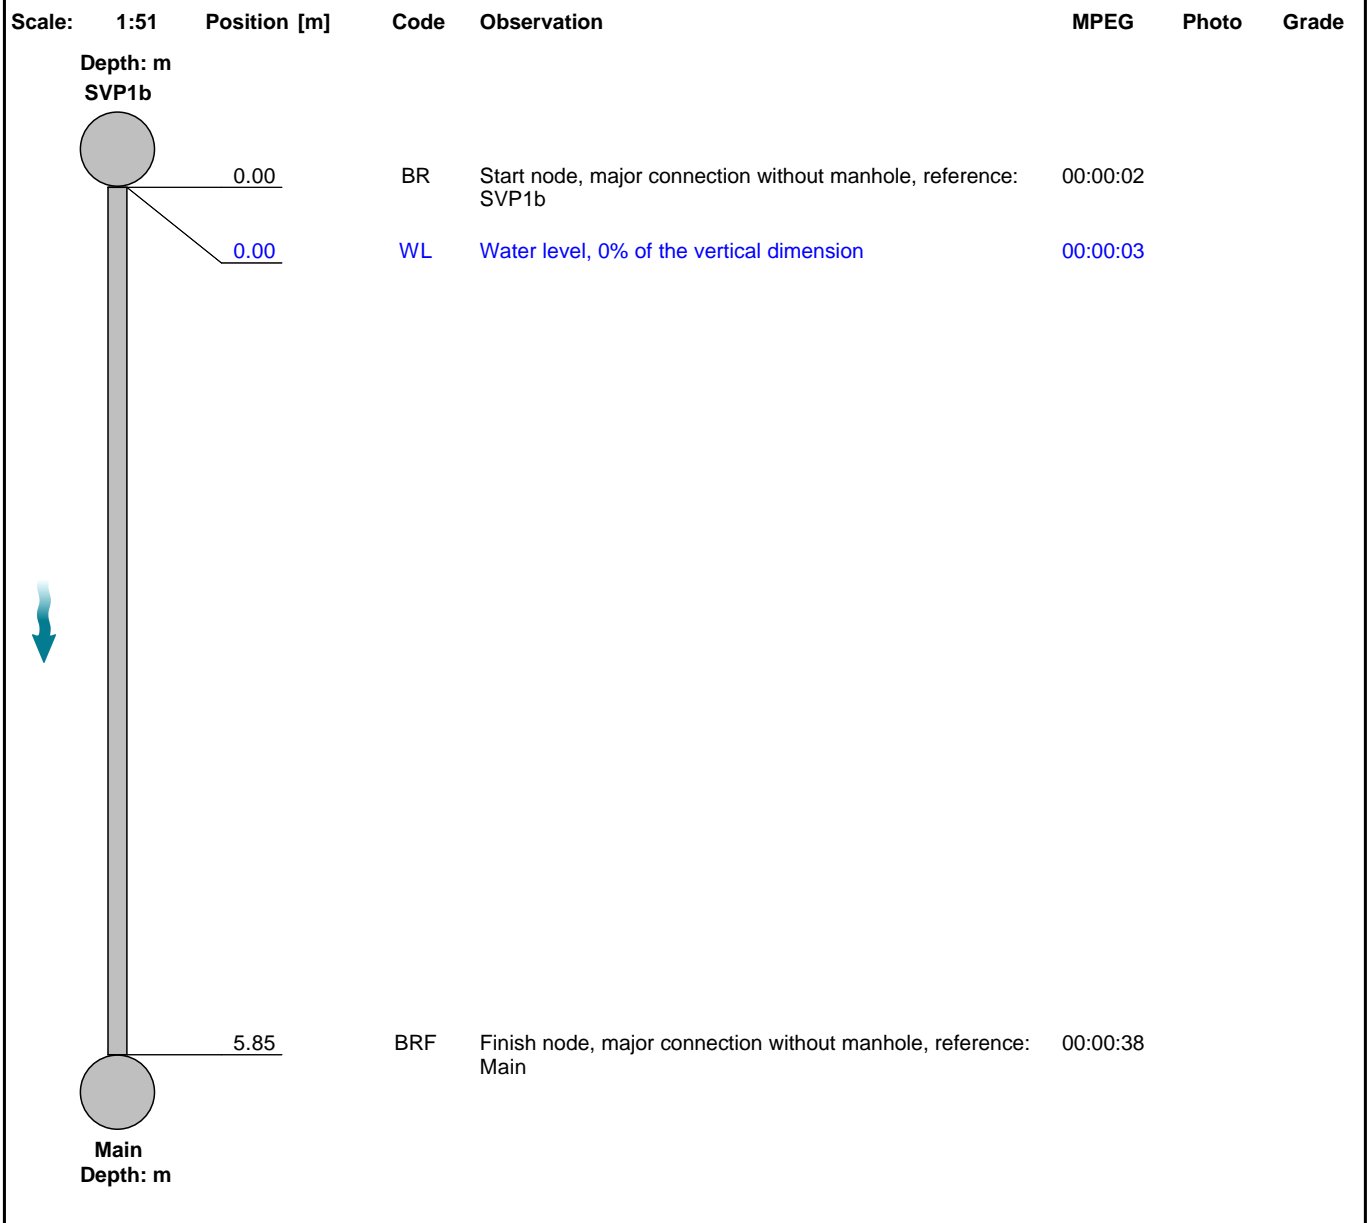 Scale: 1:51 Position [m] Code Observation MPEG Photo Grade
Depth: m
SVP1b
0.00 BR Start node, major connection without manhole, reference: 00:00:02
SVP1b
0.00 WL Water level, 0% of the vertical dimension 00:00:03
5.85 BRF Finish node, major connection without manhole, reference: 00:00:38
Main
Main
Depth: m